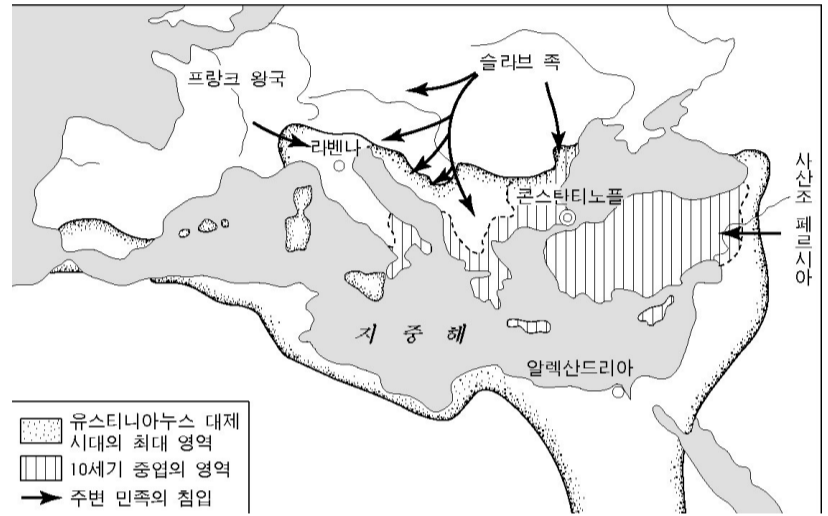 프랑크 왕국
슬라브 족
라벤나
콘스탄티노플
사산조 페르시아
지중해
알렉산드리아
유스티니아누스 대제
시대의 최대 영역
10세기 중엽의 영역
주변 민족의 침입